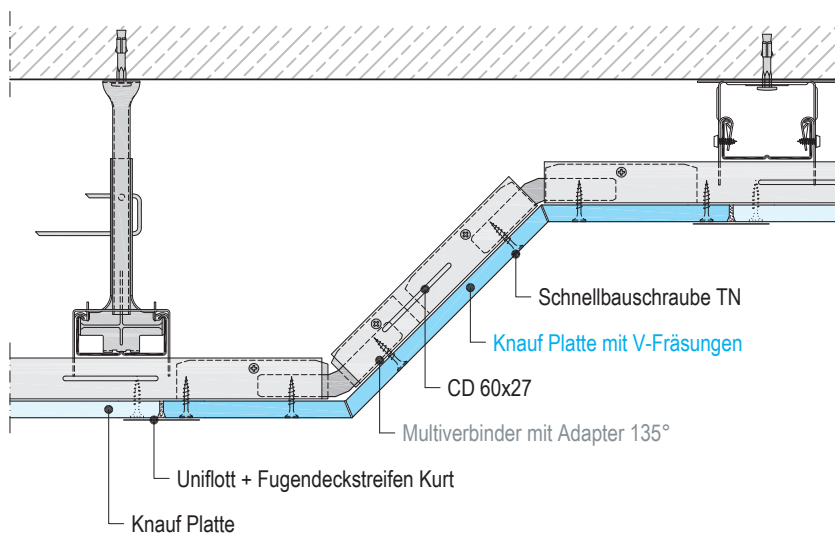 Schnellbauschraube TN
Knauf Platte mit V-Fräsungen
CD 60x27
Multiverbinder mit Adapter 135°
Uniflott + Fugendeckstreifen Kurt
Knauf Platte